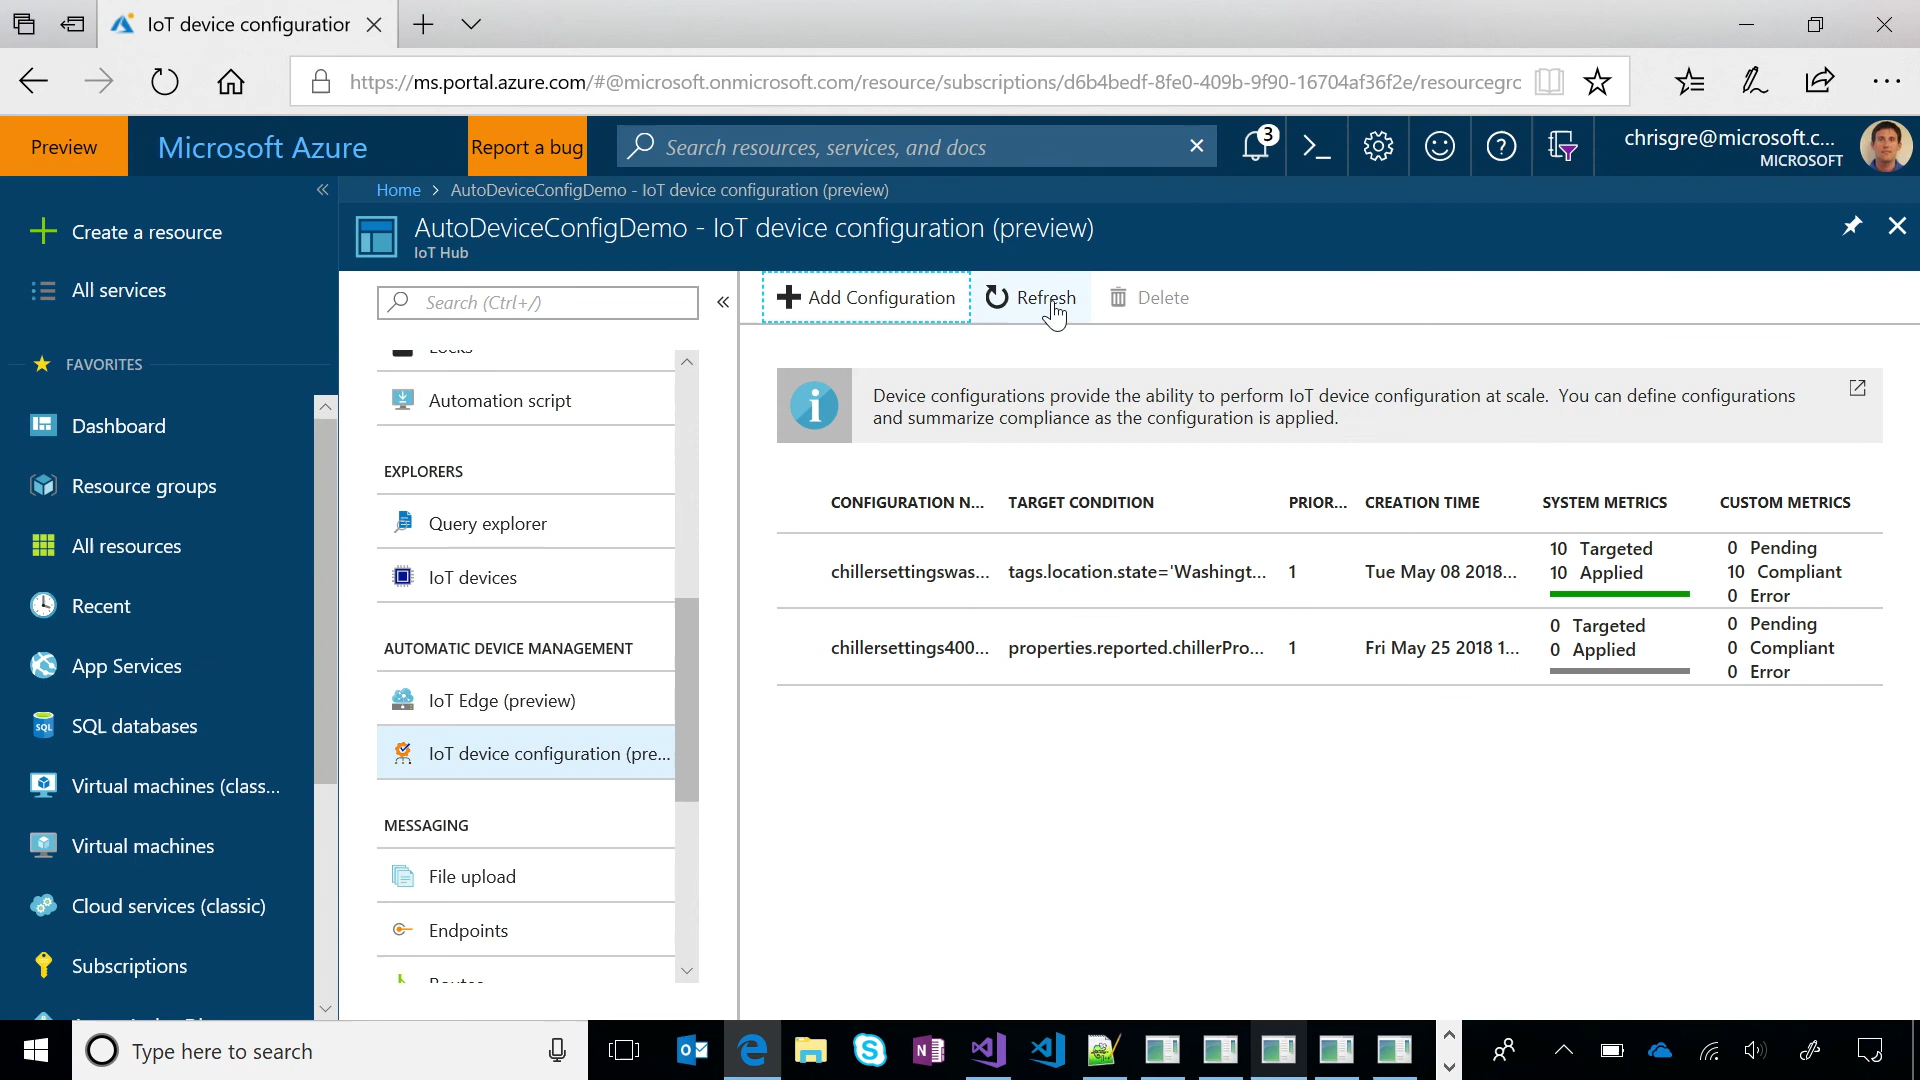 IoT device configuration
https://ms.portal.azure.com/#@microsoft.onmicrosoft.com/resource/subscriptions/d6b4bedf-8fe0-409b-9f90-16704af36f2e/resourcegrc
Preview
Microsoft Azure
Report a bug
Search resources, services, and docs
3
chrisgre@microsoft.c...
MICROSOFT
Home > AutoDeviceConfigDemo - IoT device configuration (preview)
AutoDeviceConfigDemo - IoT device configuration (preview)
IoT Hub
Create a resource
All services
FAVORITES
Dashboard
Resource groups
All resources
Recent
App Services
SQL databases
Virtual machines (class...
Virtual machines
Cloud services (classic)
Subscriptions
Search (Ctrl+/)
Locks
Automation script
EXPLORERS
Query explorer
IoT devices
AUTOMATIC DEVICE MANAGEMENT
IoT Edge (preview)
IoT device configuration (pre...
MESSAGING
File upload
Endpoints
Routes
Add Configuration
Refresh
Delete
Device configurations provide the ability to perform IoT device configuration at scale. You can define configurations
and summarize compliance as the configuration is applied.
CONFIGURATION N... TARGET CONDITION PRIOR... CREATION TIME SYSTEM METRICS CUSTOM METRICS
chillersettingswas... tags.location.state='Washingt... 1 Tue May 08 2018...
10 Targeted
10 Applied
0 Pending
10 Compliant
0 Error
chillersettings400... properties.reported.chillerPro... 1 Fri May 25 2018 1...
0 Targeted
0 Applied
0 Pending
0 Compliant
0 Error
Type here to search